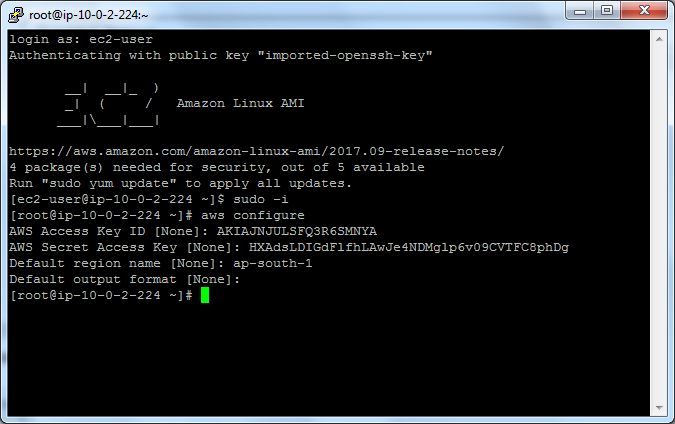 root@ip-10-0-2-224:~
login as: ec2-user
Authenticating with public key "imported-openssh-key"
__|  __|_  )
_|  (     /   Amazon Linux AMI
___|\___|___|
https://aws.amazon.com/amazon-linux-ami/2017.09-release-notes/
4 package(s) needed for security, out of 5 available
Run "sudo yum update" to apply all updates.
[ec2-user@ip-10-0-2-224 ~]$ sudo -i
[root@ip-10-0-2-224 ~]# aws configure
AWS Access Key ID [None]: AKIAJNJULSFQ3R6SMNYA
AWS Secret Access Key [None]: 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
Default region name [None]: ap-south-1
Default output format [None]:
[root@ip-10-0-2-224 ~]#